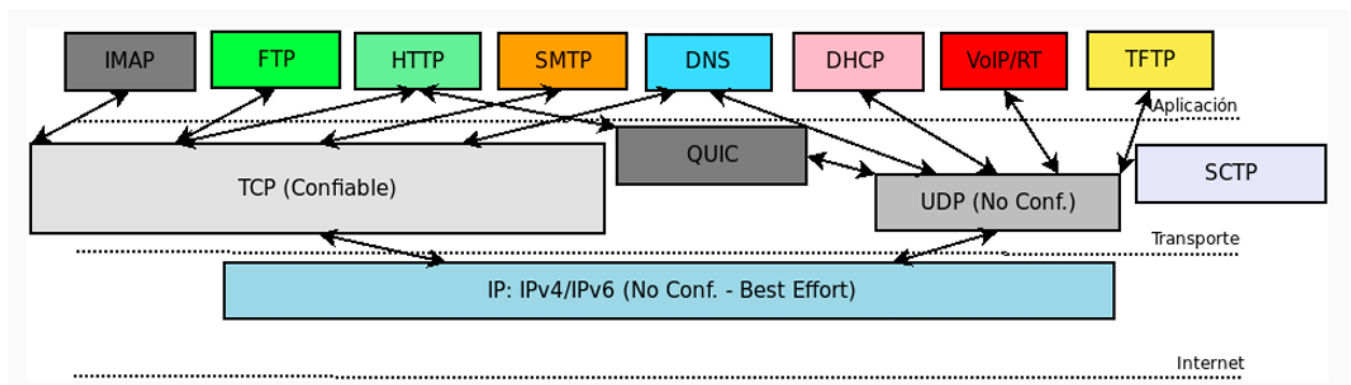 IMAP
FTP
HTTP
SMTP
DNS
DHCP
VoIP/RT
TFTP
Aplicación
QUIC
TCP (Confiable)
SCTP
UDP (No Conf.)
Transporte
IP: IPv4/IPv6 (No Conf. - Best Effort)
Internet